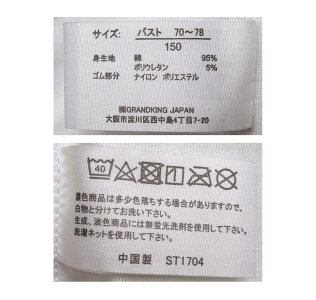 サイズ: バスト 70〜78
150
身生地 綿 95%
ポリウレタン 5%
ゴム部分 ナイロン ポリエステル
㈱GRANDKING JAPAN
大阪市淀川区西中島4丁目7-20
40
濃色商品は多少色落ちする場合がありますので、
白物と分けてお洗い下さい。
生成、淡色商品には無蛍光洗剤を使用して下さい。
洗濯ネットを使用して下さい。
中国製 ST1704